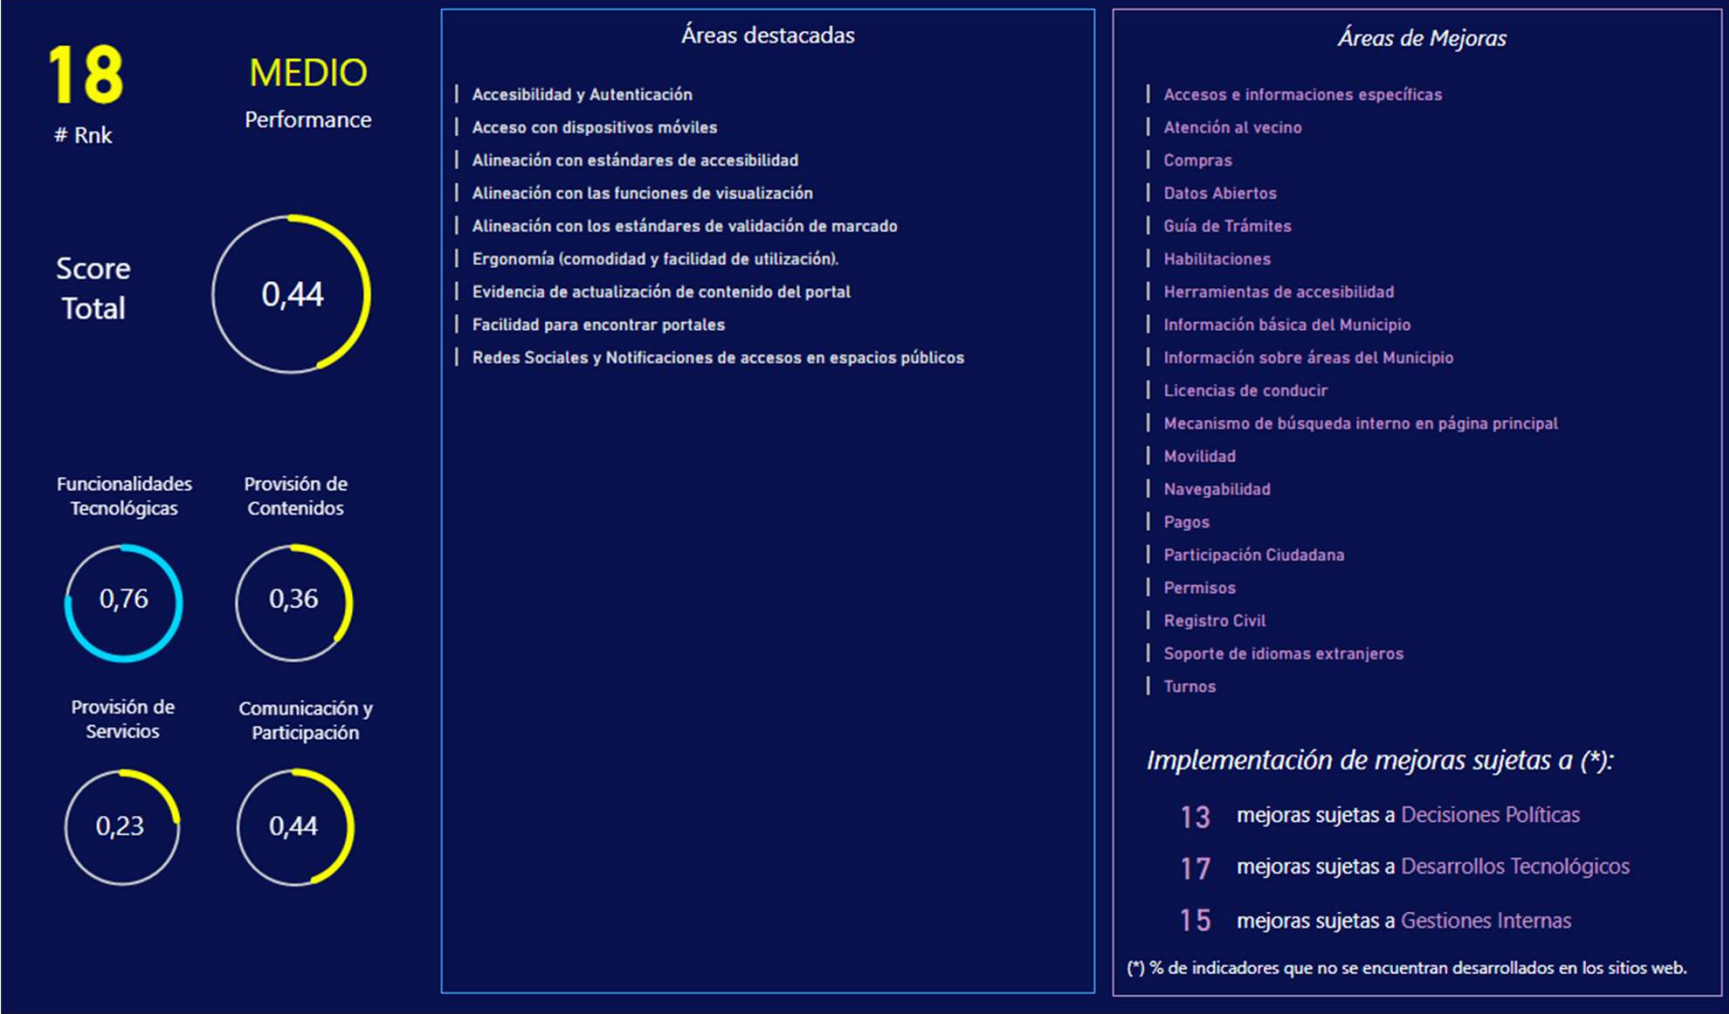 18
# Rnk
MEDIO
Performance
Score
Total
0,44
Funcionalidades
Tecnológicas
0,76
Provisión de
Contenidos
0,36
Provisión de
Servicios
0,23
Comunicación y
Participación
0,44
Áreas destacadas
Accesibilidad y Autenticación
Acceso con dispositivos móviles
Alineación con estándares de accesibilidad
Alineación con las funciones de visualización
Alineación con los estándares de validación de marcado
Ergonomía (comodidad y facilidad de utilización).
Evidencia de actualización de contenido del portal
Facilidad para encontrar portales
Redes Sociales y Notificaciones de accesos en espacios públicos
Áreas de Mejoras
Accesos e informaciones específicas
Atención al vecino
Compras
Datos Abiertos
Guía de Trámites
Habilitaciones
Herramientas de accesibilidad
Información básica del Municipio
Información sobre áreas del Municipio
Licencias de conducir
Mecanismo de búsqueda interno en página principal
Movilidad
Navegabilidad
Pagos
Participación Ciudadana
Permisos
Registro Civil
Soporte de idiomas extranjeros
Turnos
Implementación de mejoras sujetas a (*):
13 mejoras sujetas a Decisiones Políticas
17 mejoras sujetas a Desarrollos Tecnológicos
15 mejoras sujetas a Gestiones Internas
(*) % de indicadores que no se encuentran desarrollados en los sitios web.